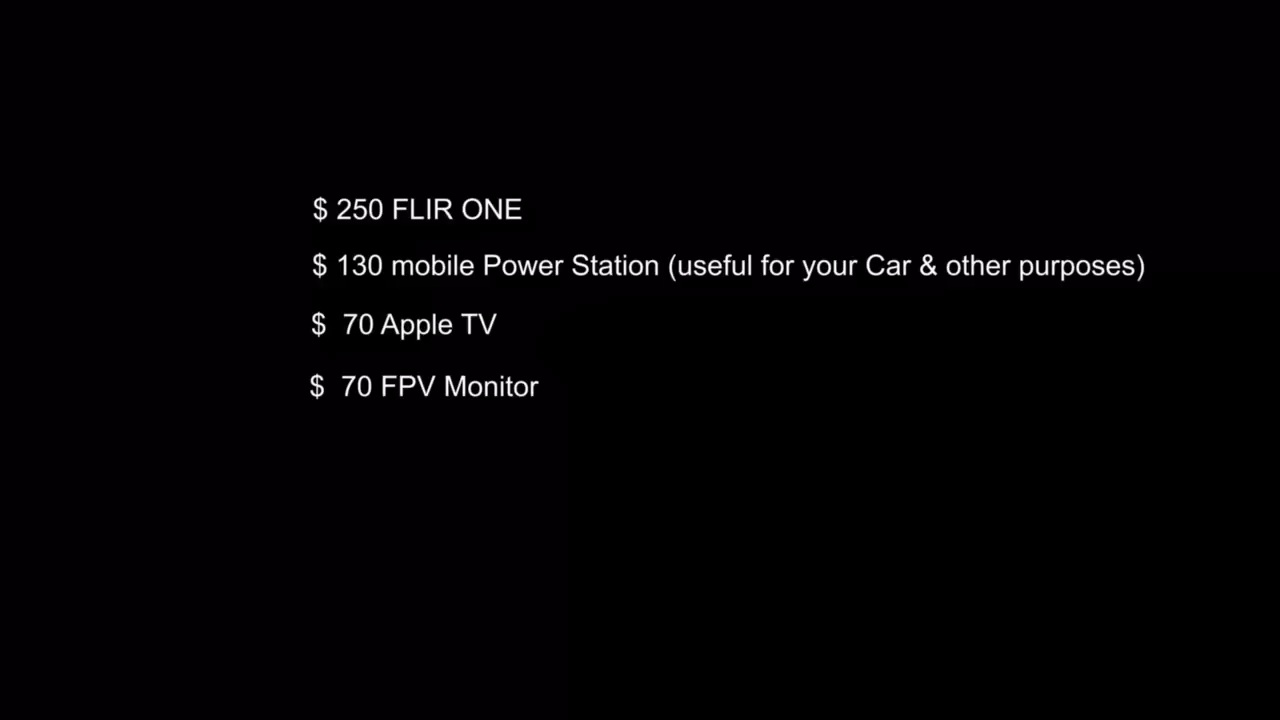 $ 250 FLIR ONE
$ 130 mobile Power Station (useful for your Car & other purposes)
$  70 Apple TV
$  70 FPV Monitor